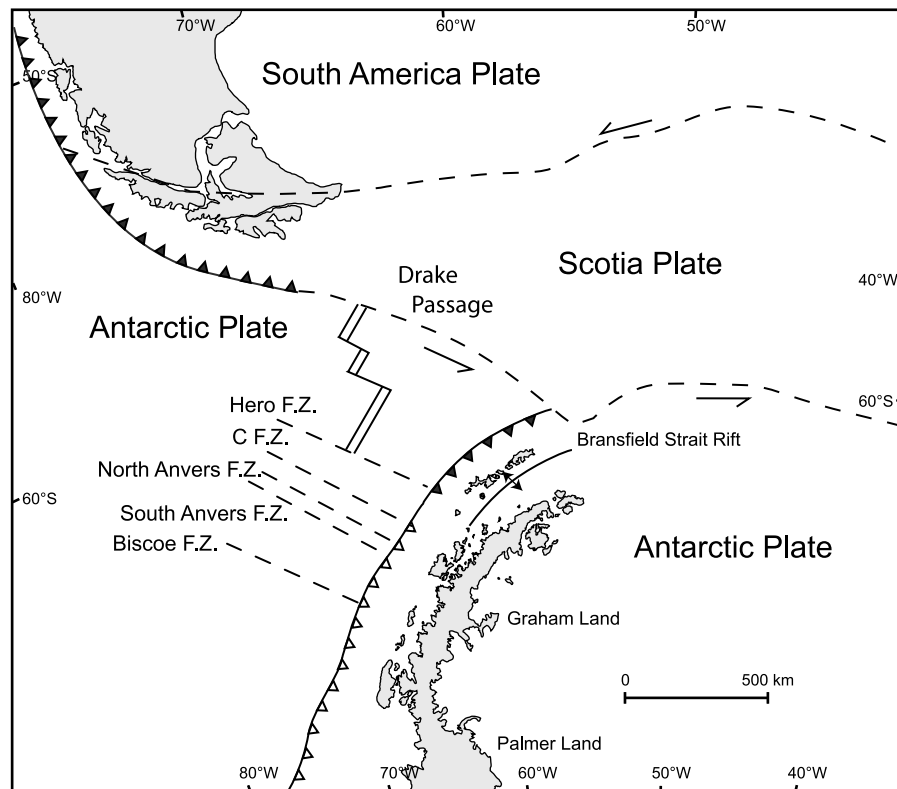 70°W
60°W
50°W
50°S
South America Plate
Scotia Plate
Drake
Passage
40°W
80°W
Antarctic Plate
Hero F.Z.
60°S
C F.Z.
Bransfield Strait Rift
North Anvers F.Z.
60°S
South Anvers F.Z.
Biscoe F.Z.
Antarctic Plate
Graham Land
0
500 km
Palmer Land
80°W
70°W
60°W
50°W
40°W